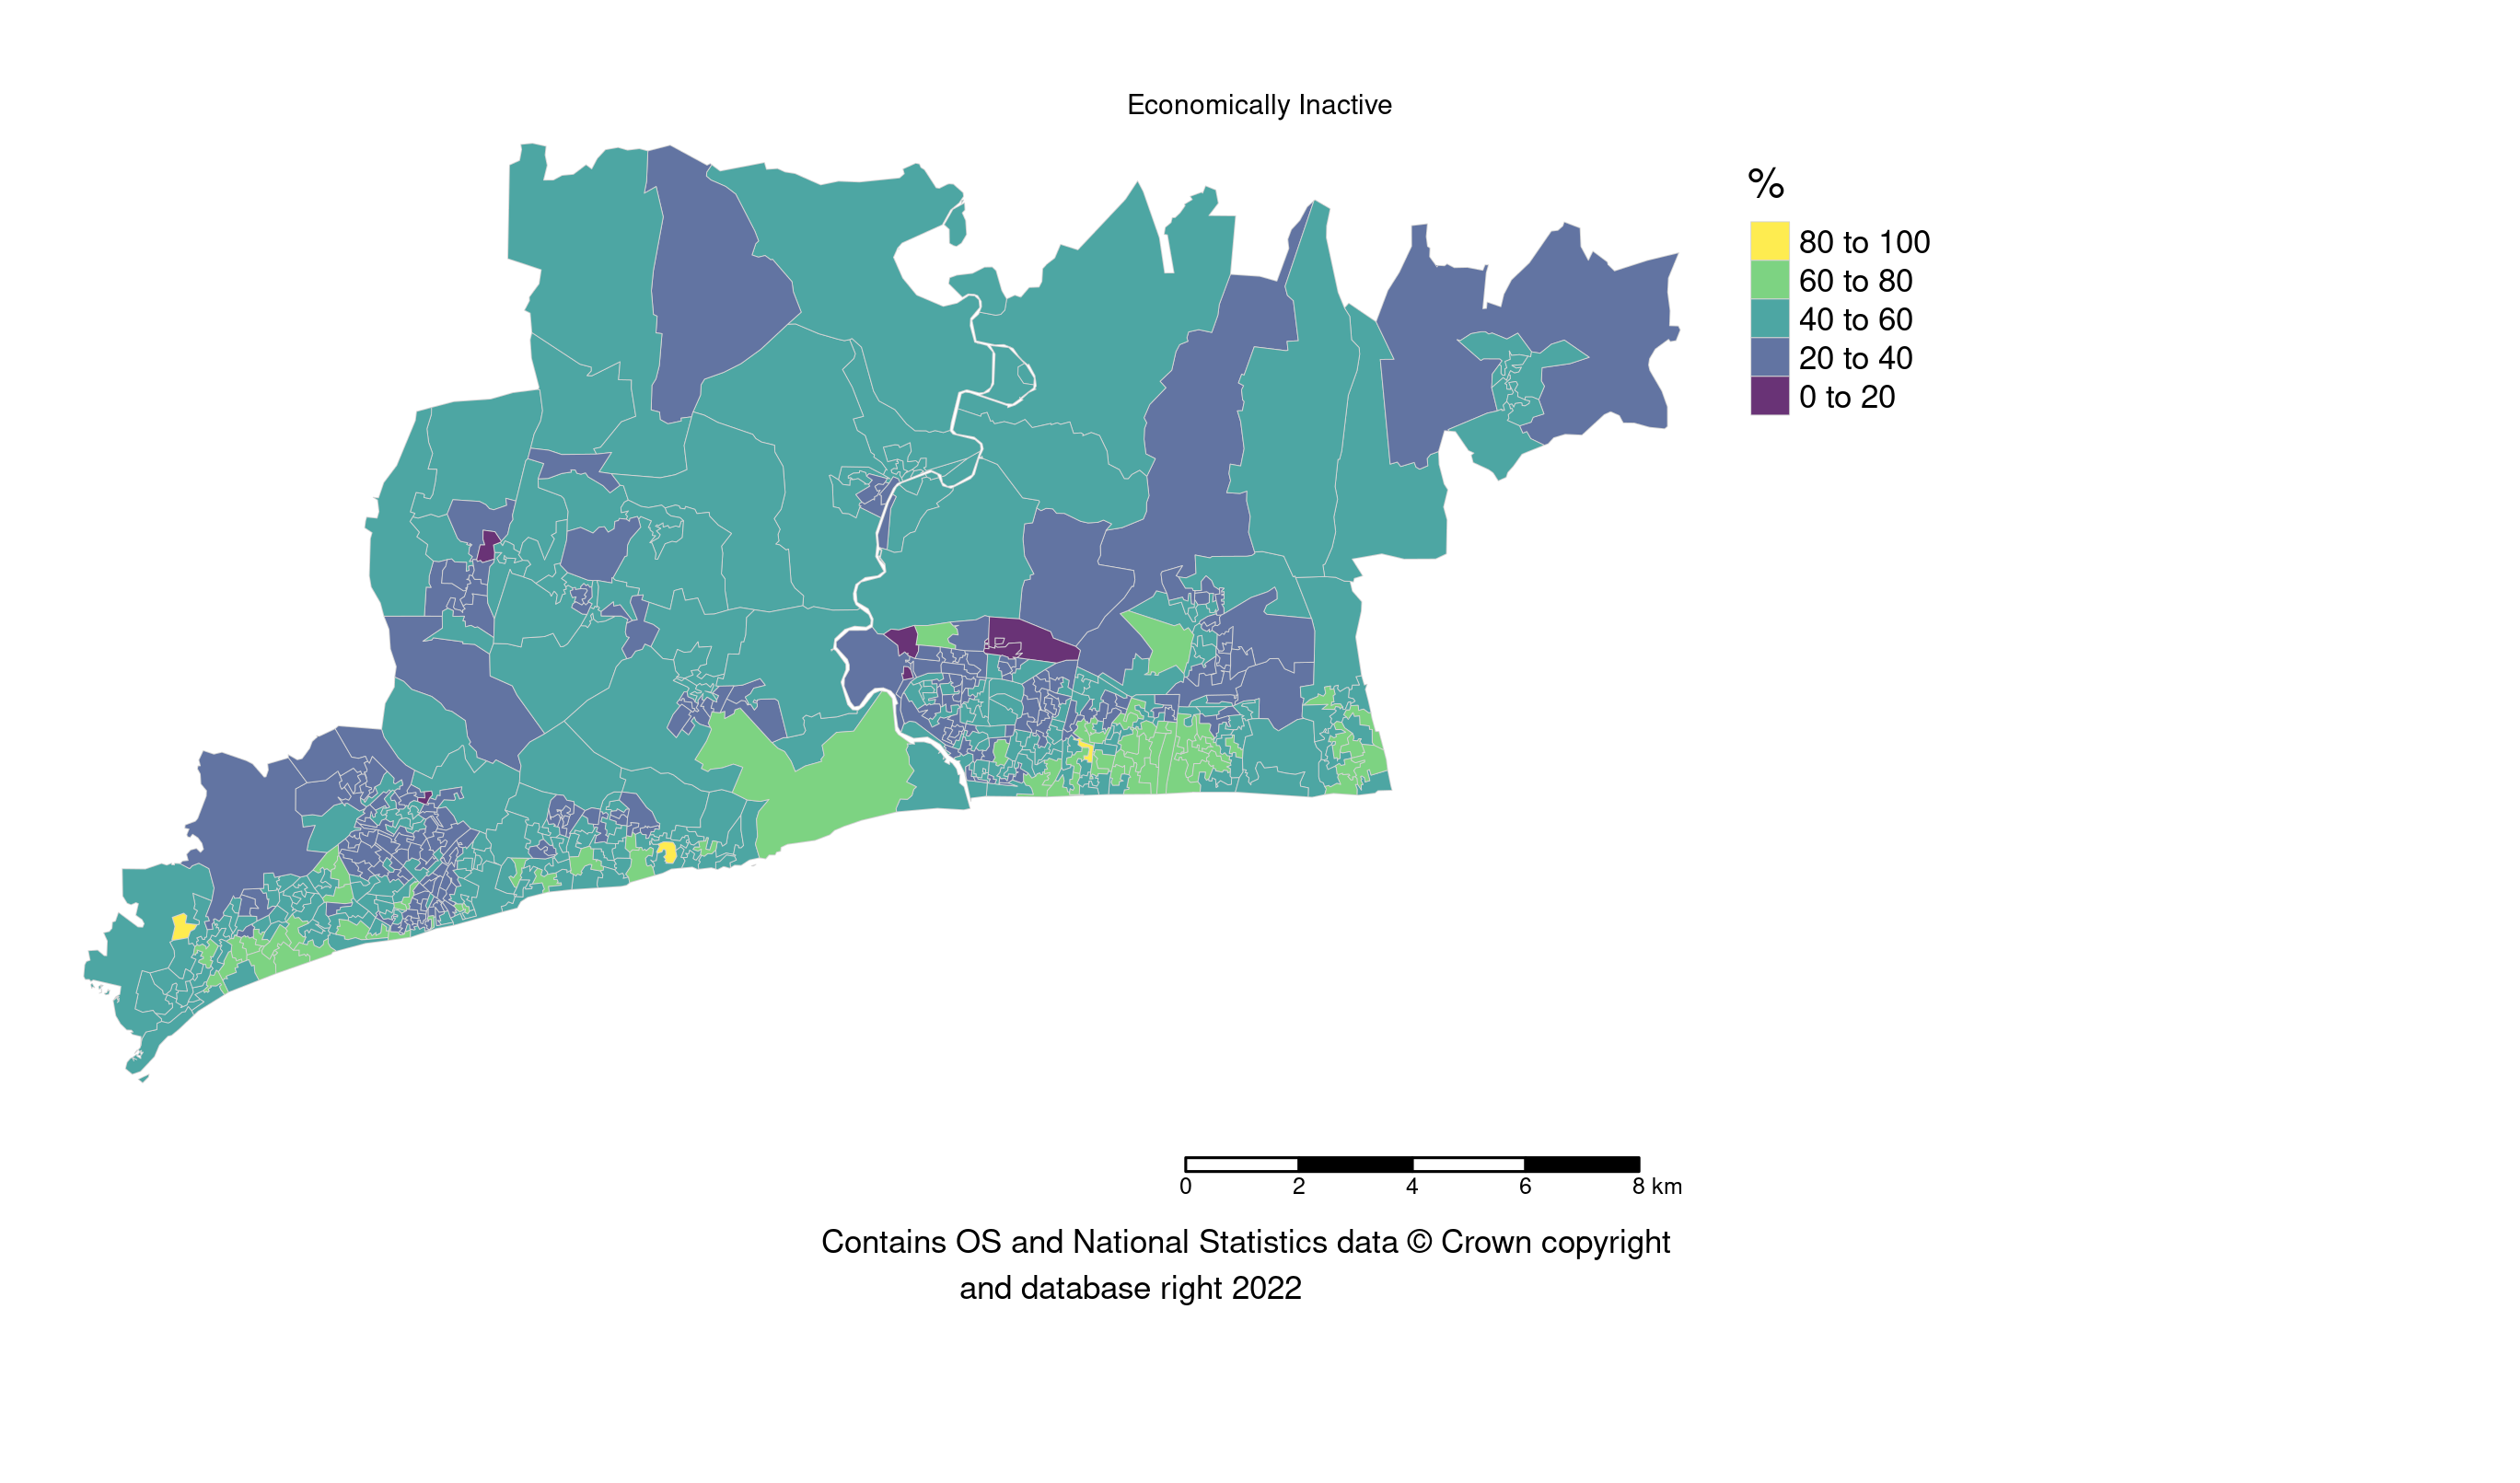 Economically Inactive
%
80 to 100
60 to 80
40 to 60
20 to 40
0 to 20
0 2 4 6 8 km
Contains OS and National Statistics data © Crown copyright
and database right 2022